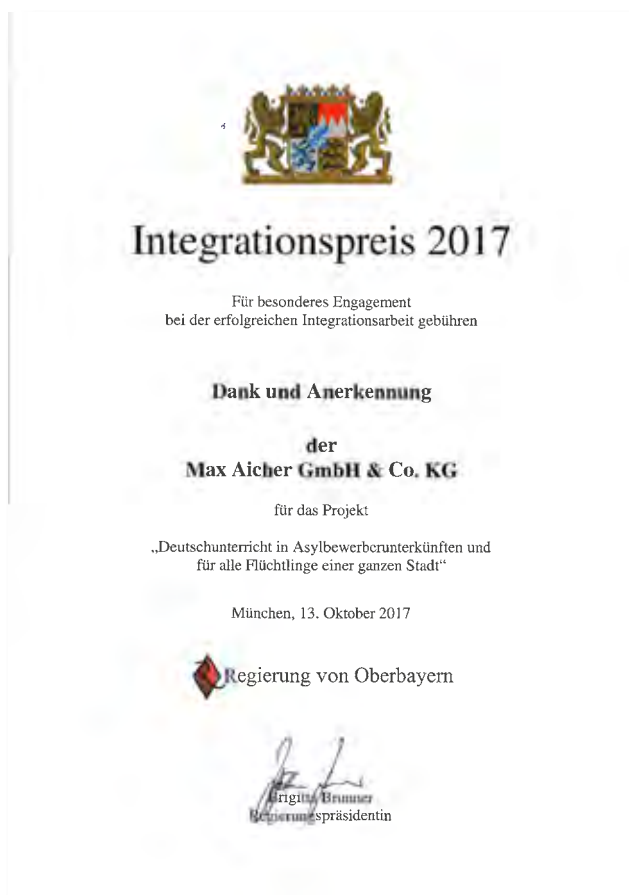 Integrationspreis 2017
Für besonderes Engagement
bei der erfolgreichen Integrationsarbeit gebühren
Dank und Anerkennung
der
Max Aicher GmbH & Co. KG
für das Projekt
„Deutschunterricht in Asylbewerberunterkünften und
für alle Flüchtlinge einer ganzen Stadt“
München, 13. Oktober 2017
Regierung von Oberbayern
Brigitta Brunner
Regierungspräsidentin